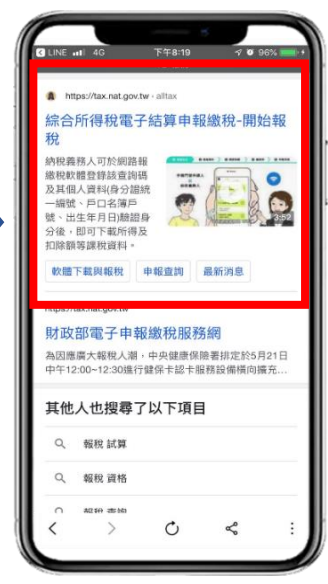 LINE 4G 下午8:19 96%
https://tax.nat.gov.tw › alltax
綜合所得稅電子結算申報繳稅-開始報
稅
納稅義務人可於網路報
繳稅軟體登錄該查詢碼
及其個人資料(身分證統
一編號、戶口名簿戶
號、出生年月日)驗證身
分後，即可下載所得及
扣除額等課稅資料。
3:52
軟體下載與報稅 申報查詢 最新消息
https://tax.nat.gov.tw
財政部電子申報繳稅服務網
為因應廣大報稅人潮，中央健康保險署排定於5月21日
中午12:00~12:30進行健保卡認卡服務設備橫向擴充...
其他人也搜尋了以下項目
報稅 試算
報稅 資格
報稅 查詢